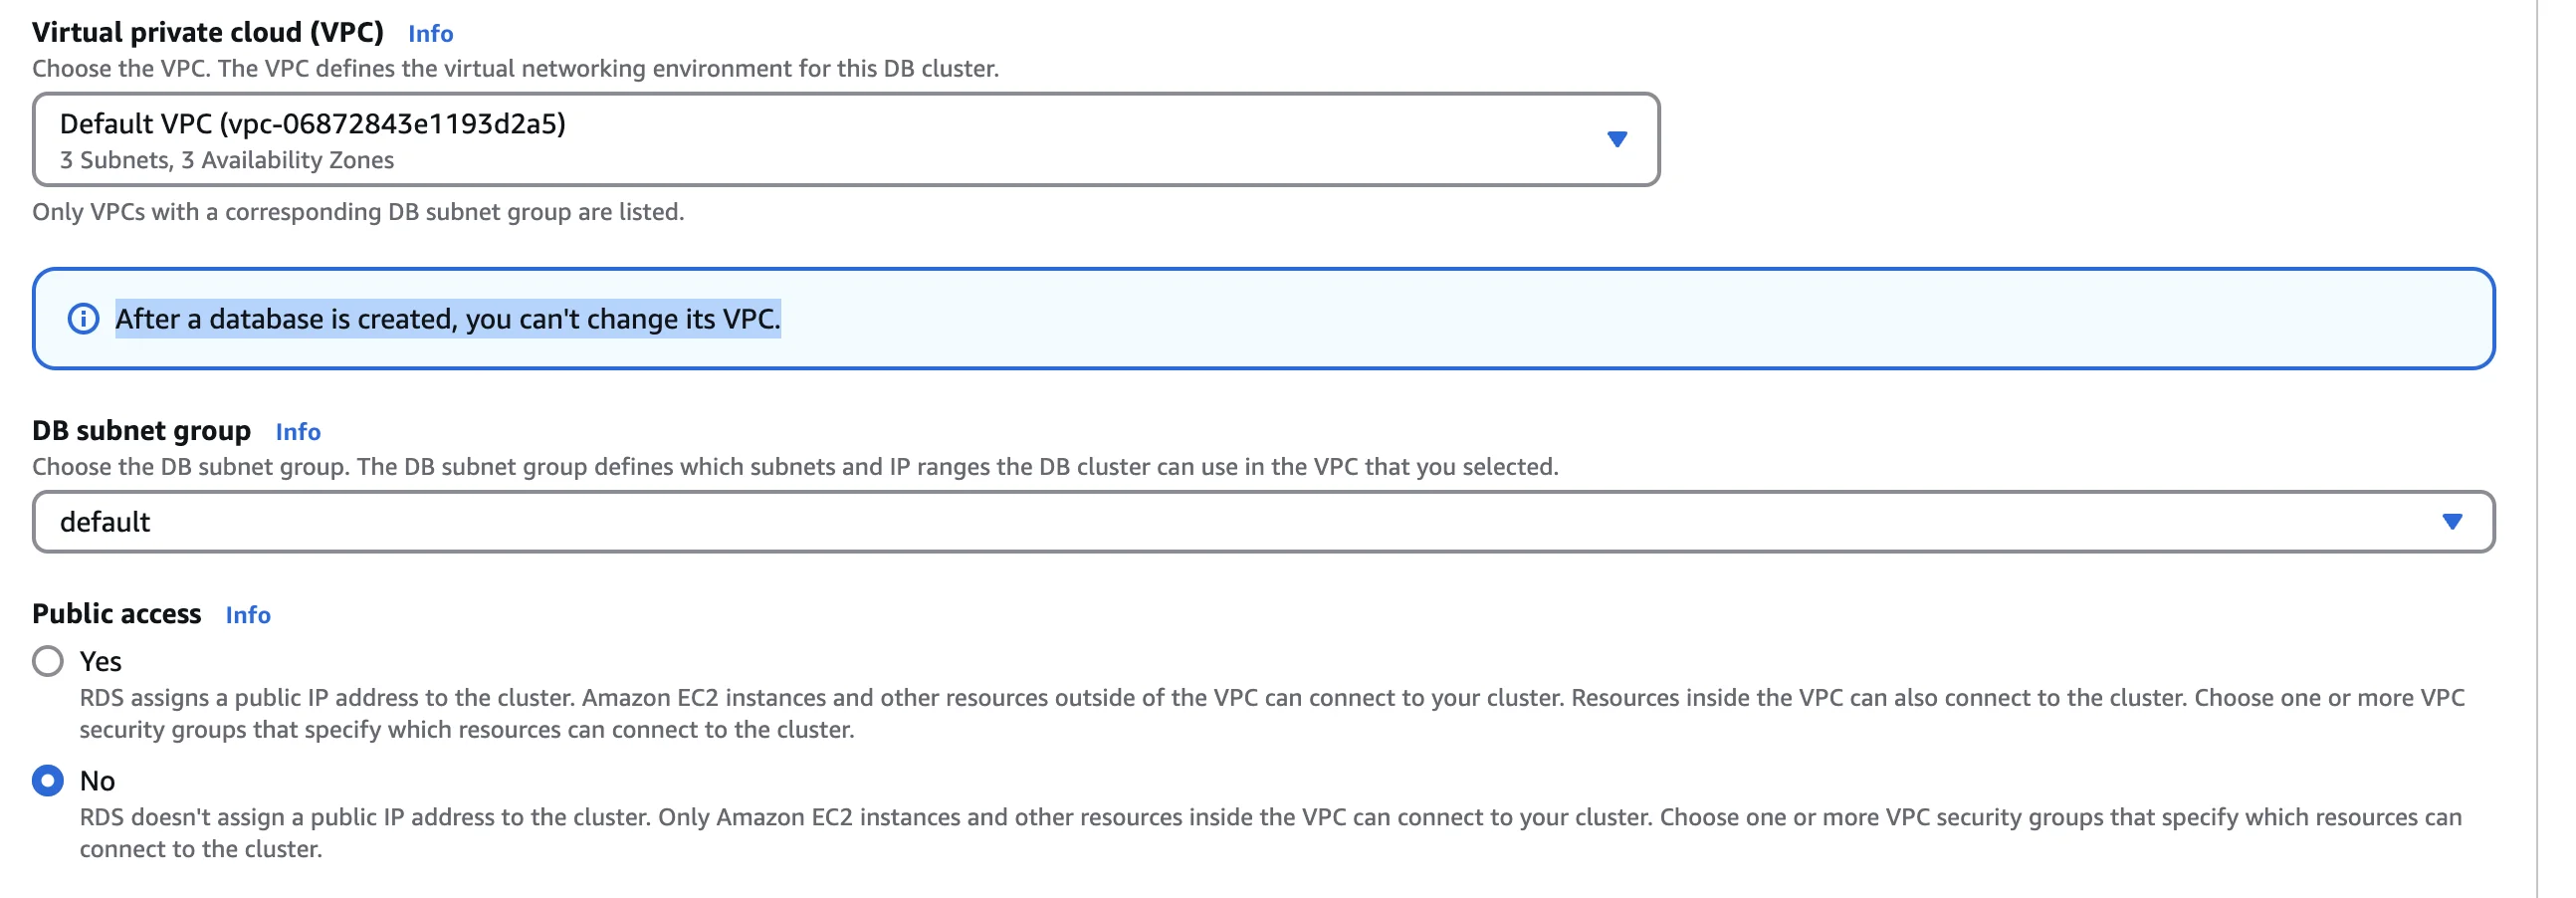 Virtual private cloud (VPC) Info
Choose the VPC. The VPC defines the virtual networking environment for this DB cluster.
Default VPC (vpc-06872843e1193d2a5)
3 Subnets, 3 Availability Zones
Only VPCs with a corresponding DB subnet group are listed.
After a database is created, you can't change its VPC.
DB subnet group Info
Choose the DB subnet group. The DB subnet group defines which subnets and IP ranges the DB cluster can use in the VPC that you selected.
default
Public access Info
Yes
RDS assigns a public IP address to the cluster. Amazon EC2 instances and other resources outside of the VPC can connect to your cluster. Resources inside the VPC can also connect to the cluster. Choose one or more VPC
security groups that specify which resources can connect to the cluster.
No
RDS doesn't assign a public IP address to the cluster. Only Amazon EC2 instances and other resources inside the VPC can connect to your cluster. Choose one or more VPC security groups that specify which resources can
connect to the cluster.